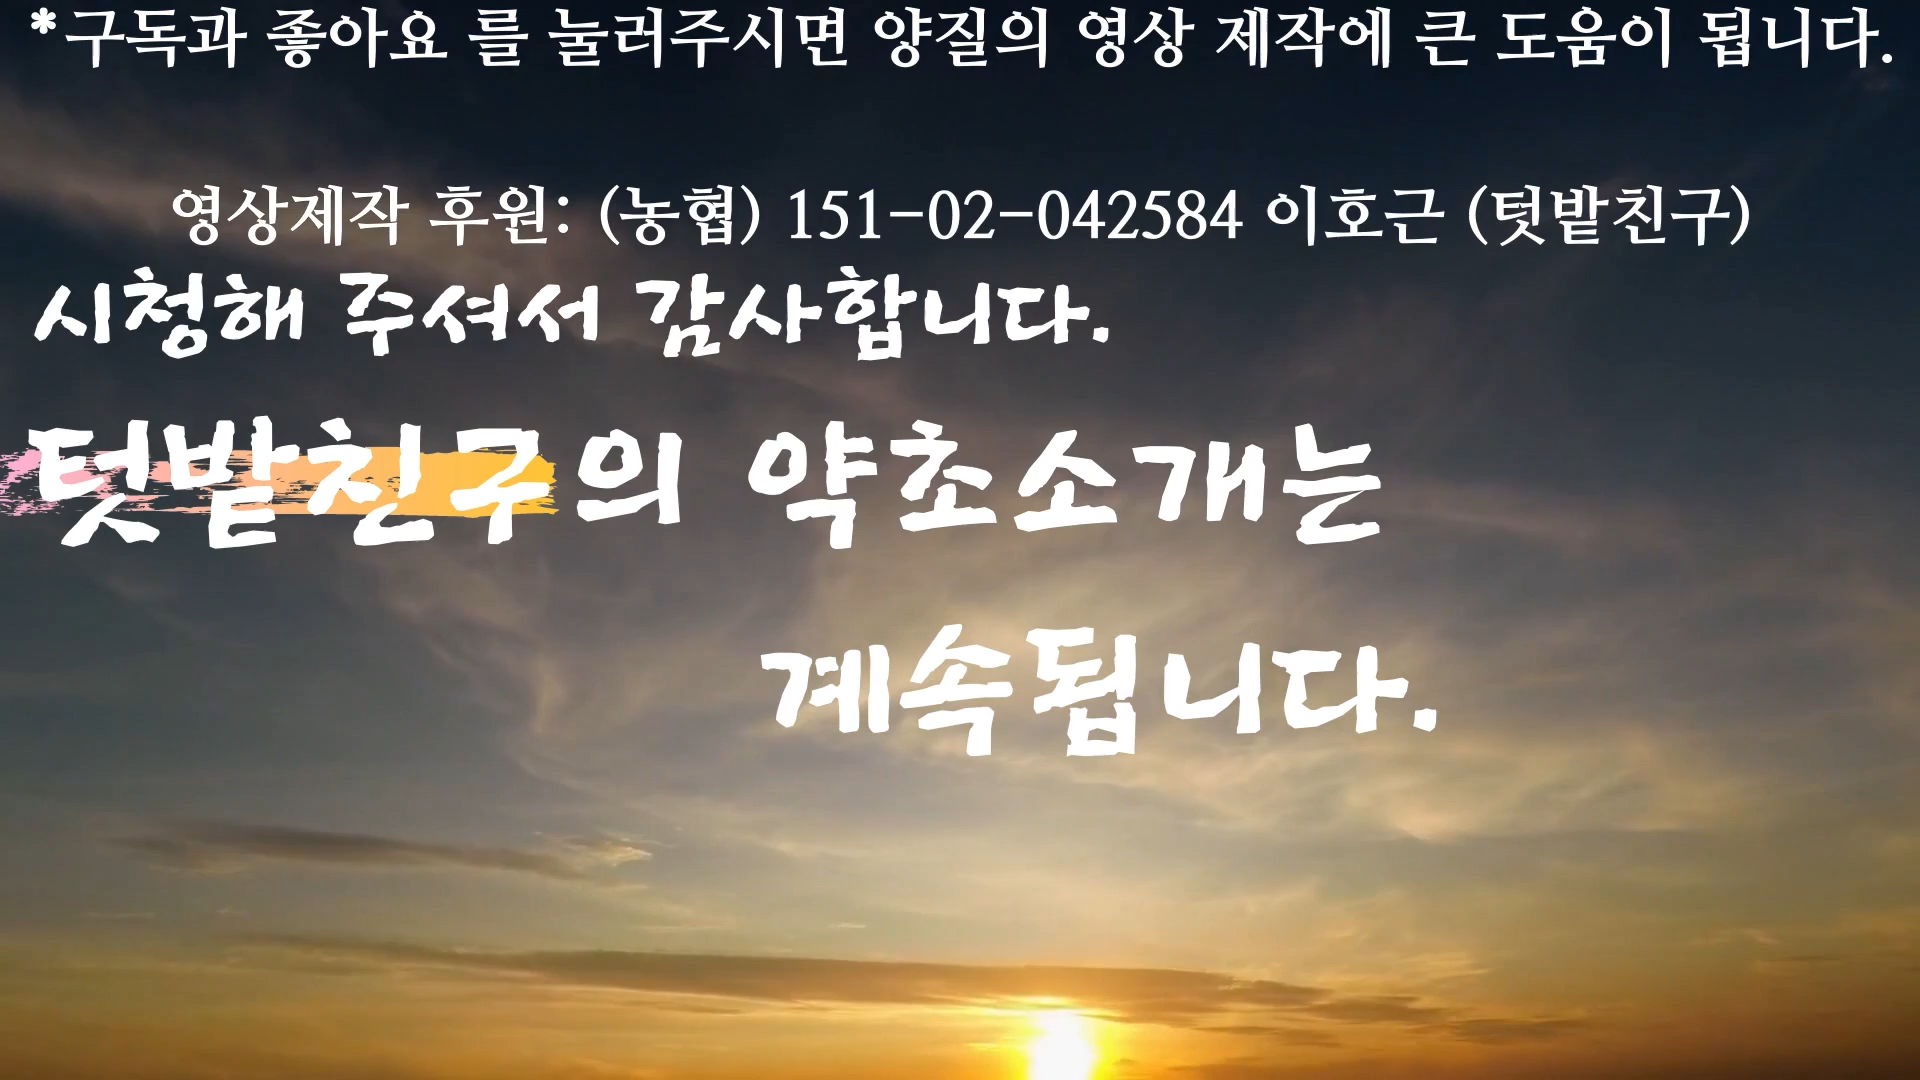 *구독과 좋아요 를 눌러주시면 양질의 영상 제작에 큰 도움이 됩니다.
영상제작 후원: (농협) 151-02-042584 이호근 (텃밭친구)
시청해 주셔서 감사합니다.
텃밭친구의 약초소개는
계속됩니다.